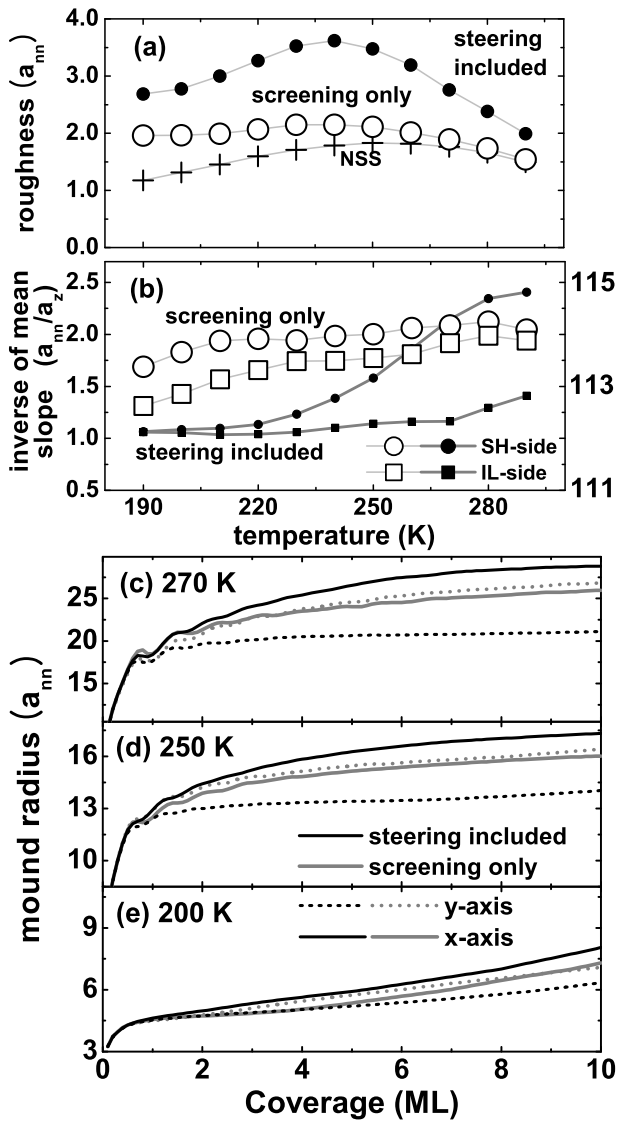 4.0
(a)
steering
included
3.0
screening only
2.0
NSS
1.0
0.0
roughness (a_nn)
2.5
(b)
115
screening only
2.0
1.5
113
1.0
steering included
SH-side
IL-side
0.5
111
inverse of mean
slope (a_nn/a_z)
190 220 250 280
temperature (K)
(c) 270 K
25
20
15
(d) 250 K
16
13
10
steering included
screening only
(e) 200 K
y-axis
x-axis
9
6
3
mound radius (a_nn)
0 2 4 6 8 10
Coverage (ML)